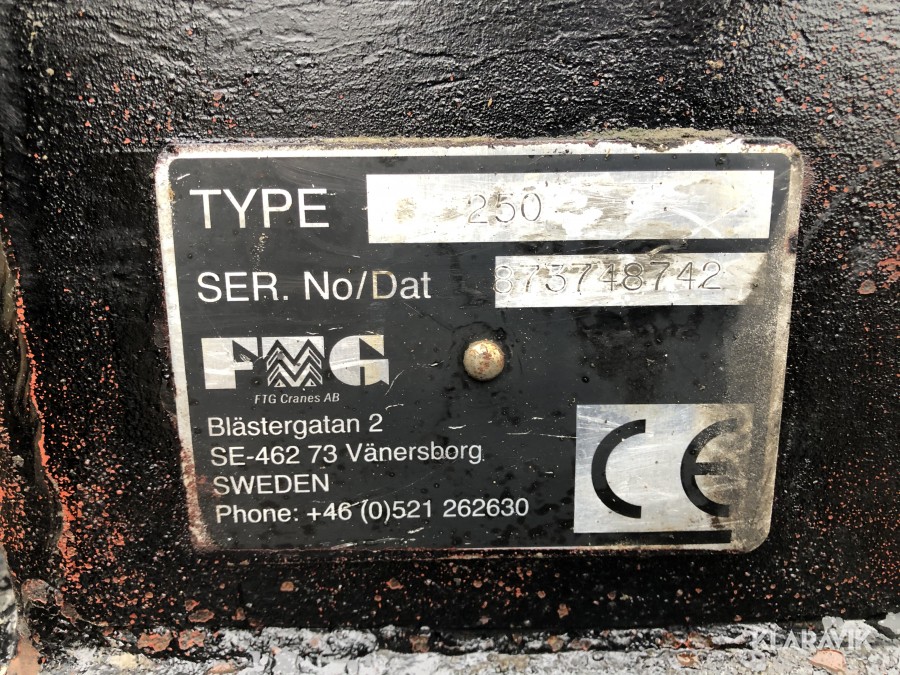 TYPE 250
SER. No/Dat 873748742
FTG
FTG Cranes AB
Blästergatan 2
SE-462 73 Vänersborg
SWEDEN
Phone: +46 (0)521 262630
CE
KLARAVIK